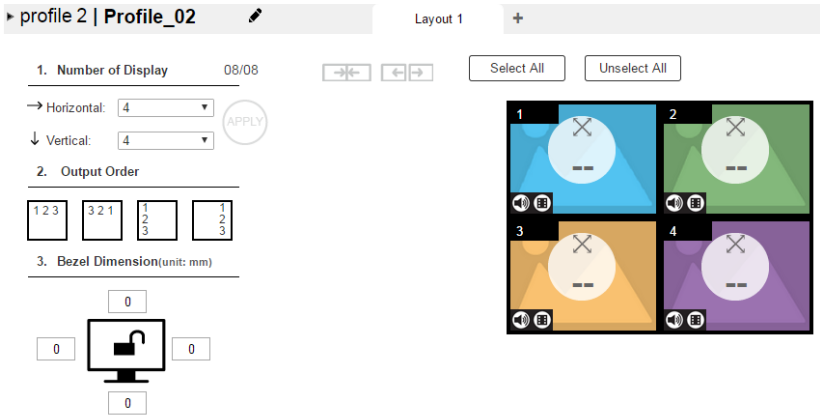 profile 2 | Profile_02
Layout 1
+
1. Number of Display 08/08
Select All
Unselect All
Horizontal: 4
APPLY
Vertical: 4
2. Output Order
1 2 3
3 2 1
1
2
3
1
2
3
3. Bezel Dimension(unit: mm)
0
0
0
0
1
--
2
--
3
--
4
--